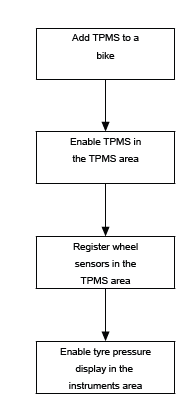 Add TPMS to a
bike
Enable TPMS in
the TPMS area
Register wheel
sensors in the
TPMS area
Enable tyre pressure
display in the
instruments area